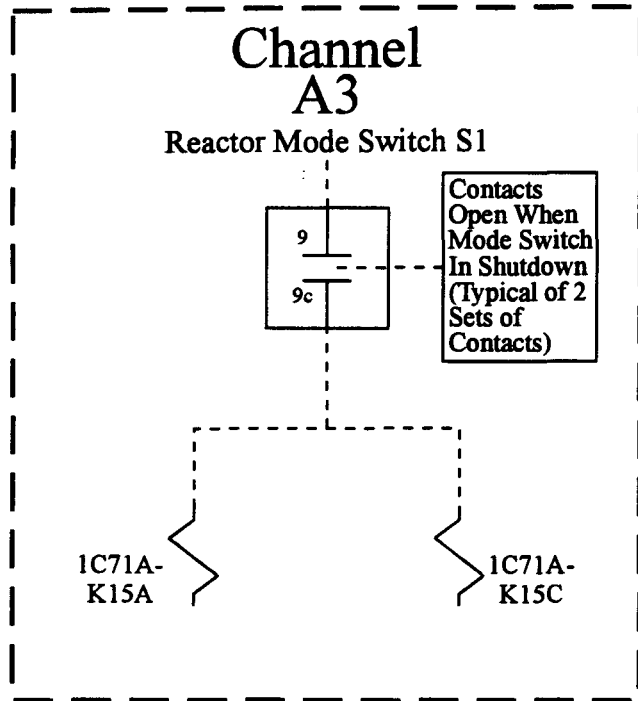 Channel
A3
Reactor Mode Switch S1
Contacts
Open When
Mode Switch
In Shutdown
(Typical of 2
Sets of
Contacts)
9
9c
1C71A-
K15A
1C71A-
K15C